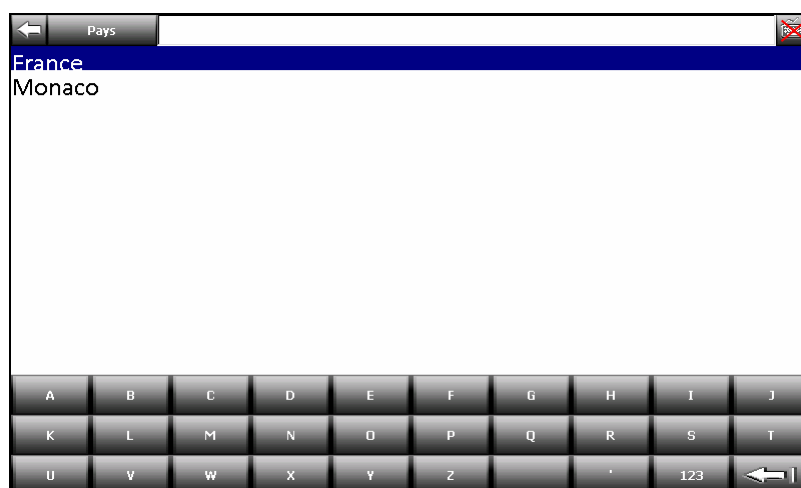 Pays
France
Monaco
A B C D E F G H I J
K L M N O P Q R S T
U V W X Y Z ' 123